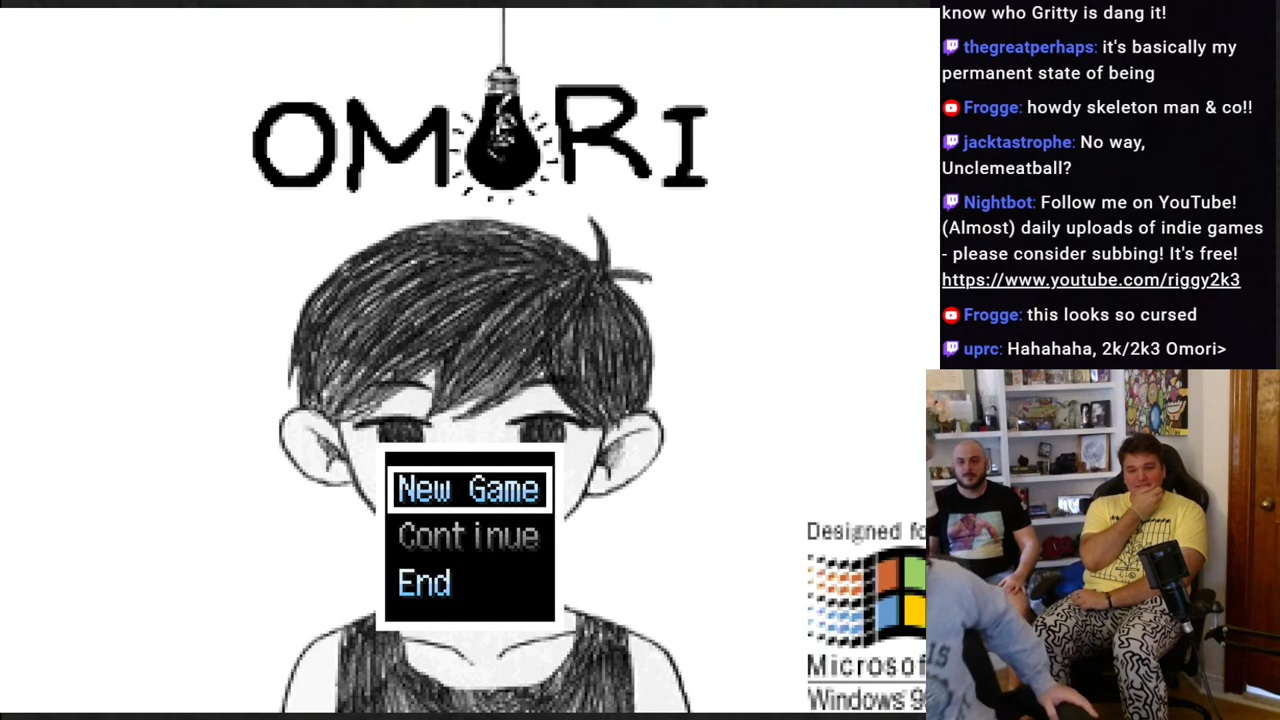 OMORI
New Game
Continue
End
Designed fo
Microsof
Windows 9
know who Gritty is dang it!
thegreatperhaps: it's basically my
permanent state of being
Frogge: howdy skeleton man & co!!
jacktastrophe: No way,
Unclemeatball?
Nightbot: Follow me on YouTube!
(Almost) daily uploads of indie games
- please consider subbing! It's free!
https://www.youtube.com/riggy2k3
Frogge: this looks so cursed
uprc: Hahahaha, 2k/2k3 Omori>